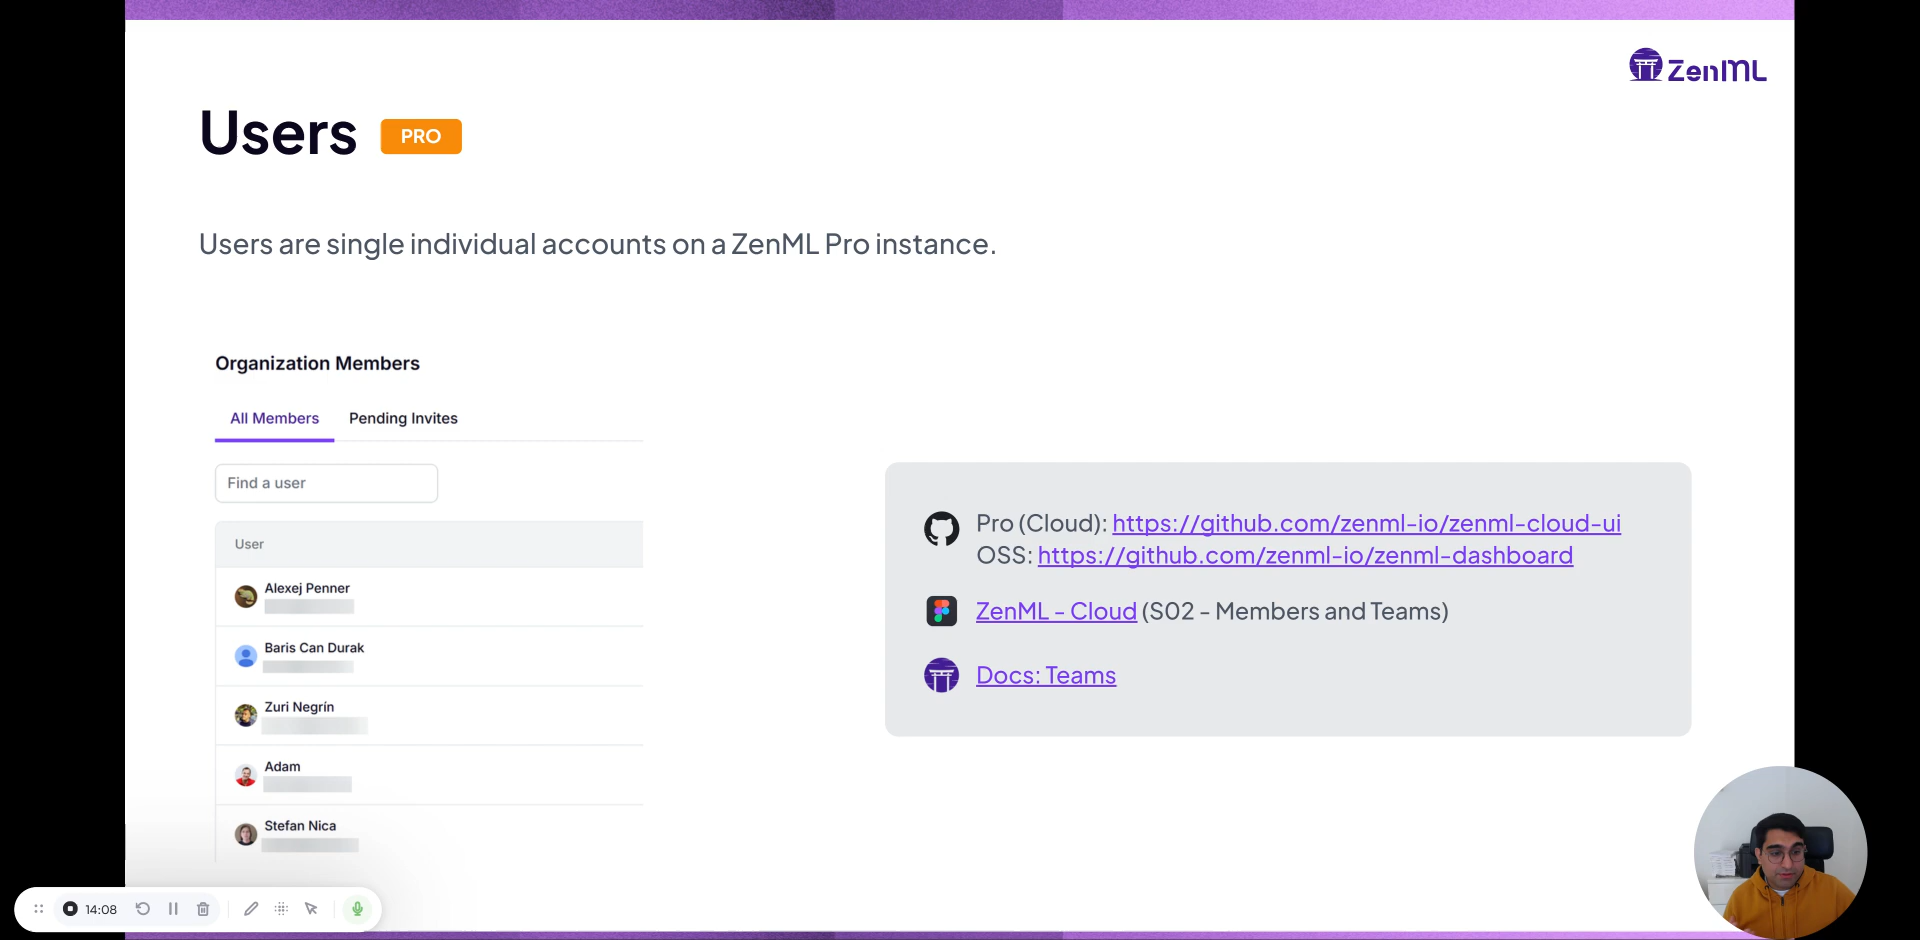 ZenML
Users PRO
Users are single individual accounts on a ZenML Pro instance.
Organization Members
All Members Pending Invites
Find a user
User
Alexej Penner
Baris Can Durak
Zuri Negrín
Adam
Stefan Nica
Pro (Cloud): https://github.com/zenml-io/zenml-cloud-ui
OSS: https://github.com/zenml-io/zenml-dashboard
ZenML - Cloud (S02 - Members and Teams)
Docs: Teams
14:08